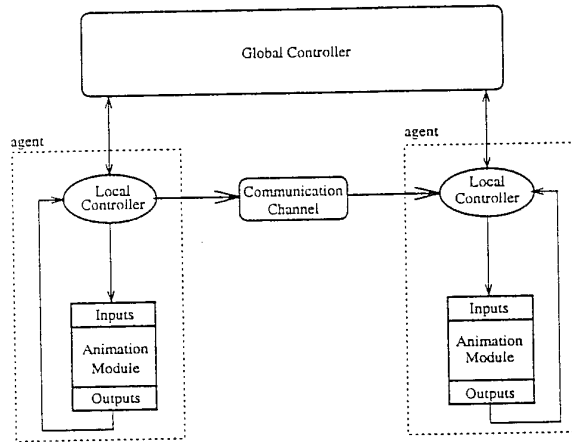 Global Controller
agent
agent
Local
Controller
Communication
Channel
Local
Controller
Inputs
Animation
Module
Outputs
Inputs
Animation
Module
Outputs